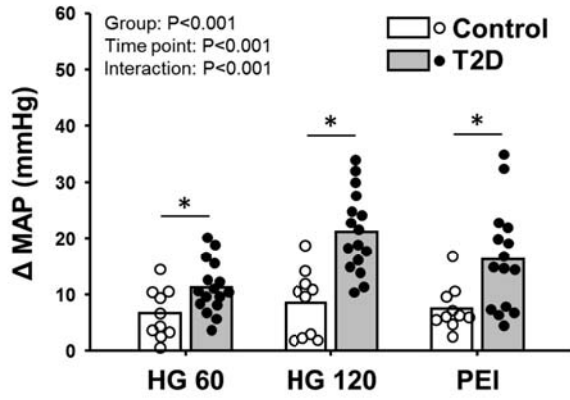 Group: P<0.001
Time point: P<0.001
Interaction: P<0.001
Control
T2D
Δ MAP (mmHg)
60
50
40
30
20
10
0
*
*
*
HG 60
HG 120
PEI